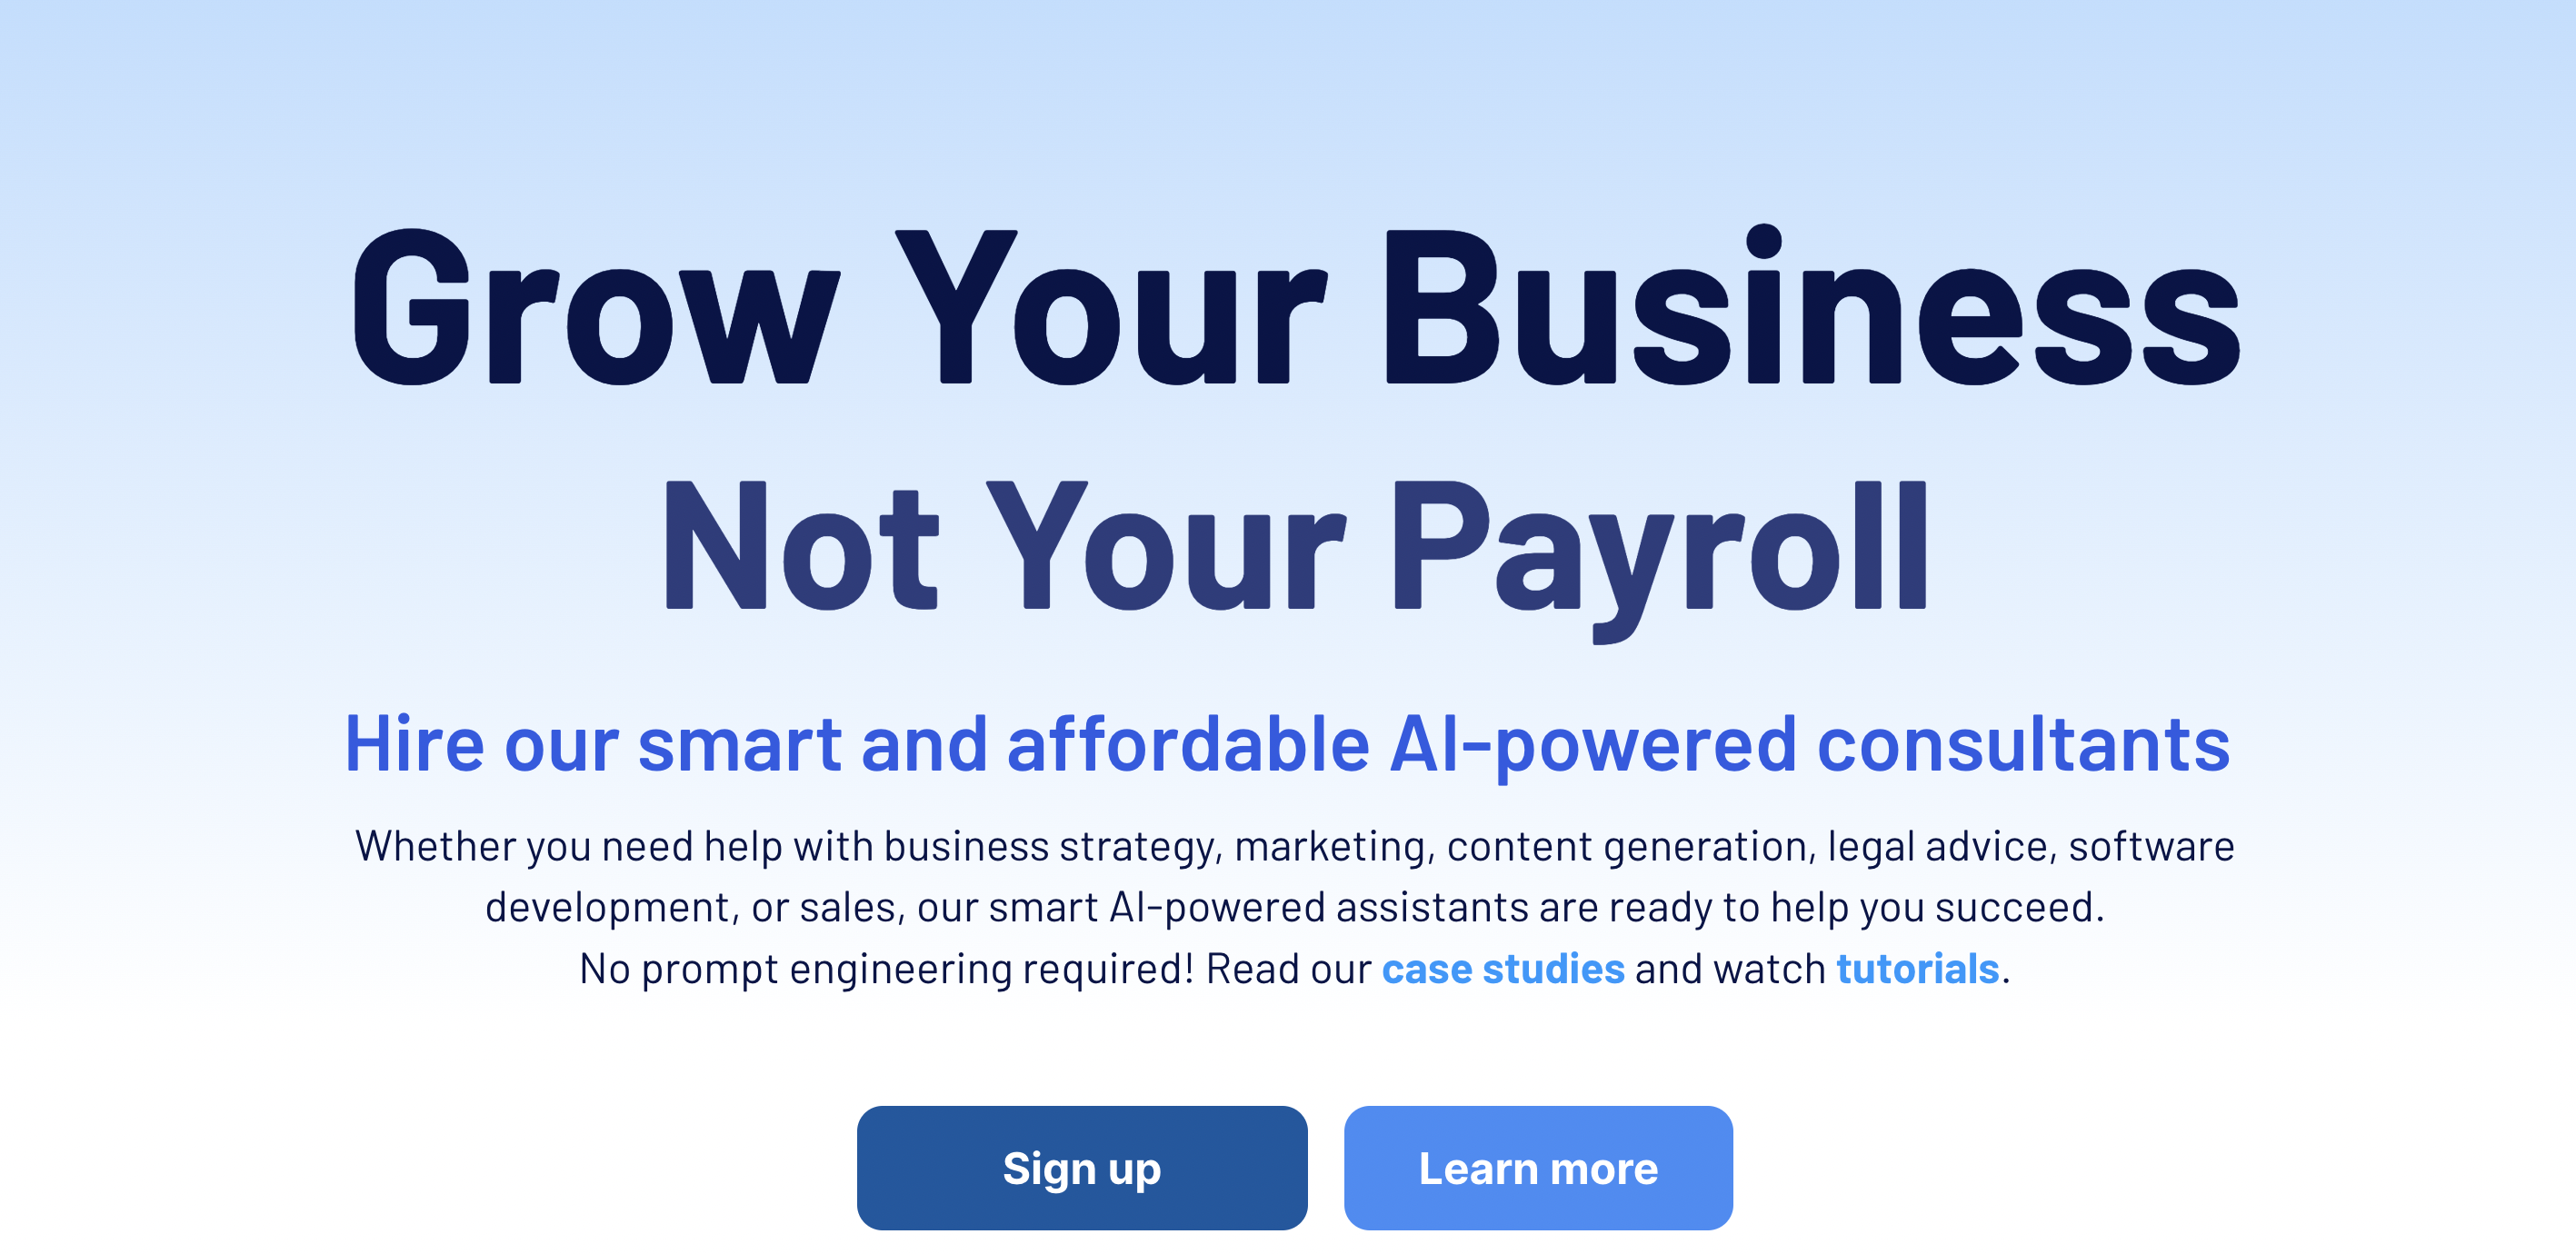 Grow Your Business
Not Your Payroll
Hire our smart and affordable AI-powered consultants
Whether you need help with business strategy, marketing, content generation, legal advice, software
development, or sales, our smart AI-powered assistants are ready to help you succeed.
No prompt engineering required! Read our case studies and watch tutorials.
Sign up
Learn more